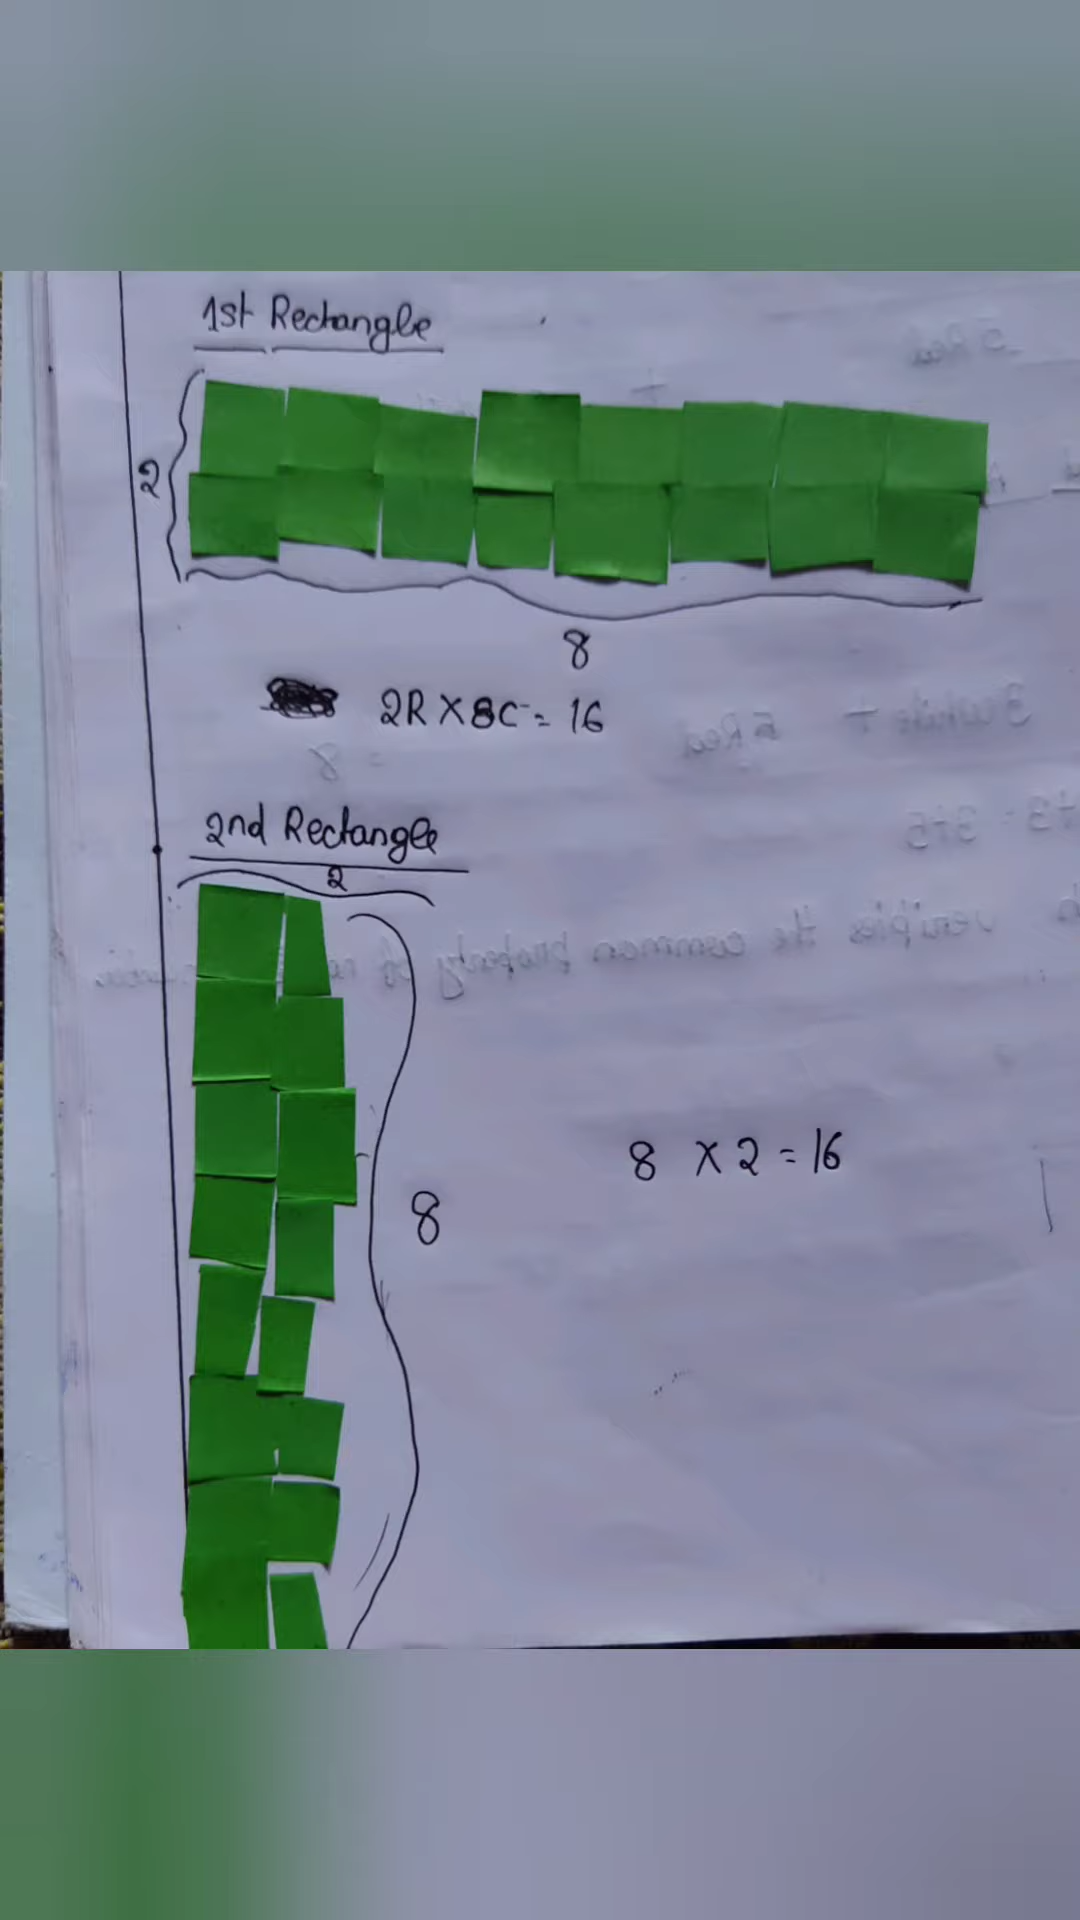 1st Rectangle
2
8
2R X 8C = 16
2nd Rectangle
2
8
8 X 2 = 16